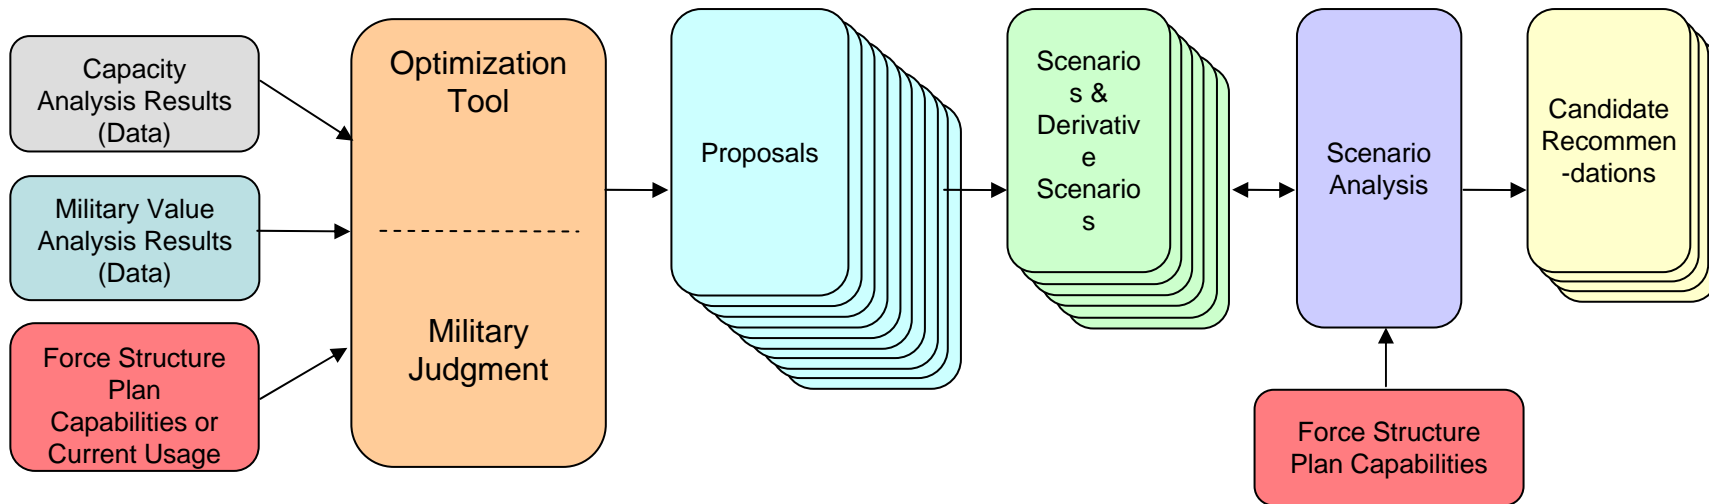 Capacity
Analysis Results
(Data)
Military Value
Analysis Results
(Data)
Force Structure
Plan
Capabilities or
Current Usage
Optimization
Tool
Military
Judgment
Proposals
Scenario
s &
Derivativ
e
Scenario
s
Scenario
Analysis
Force Structure
Plan Capabilities
Candidate
Recommen
-dations